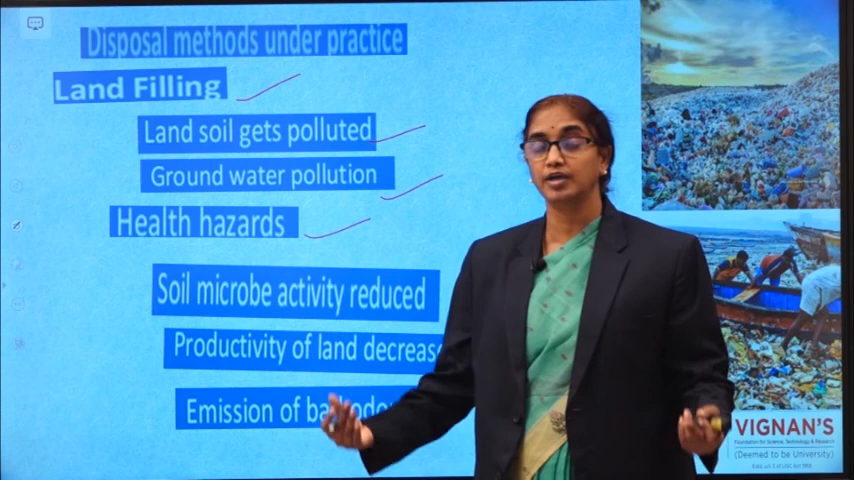 Disposal methods under practice
Land Filling
Land soil gets polluted
Ground water pollution
Health hazards
Soil microbe activity reduced
Productivity of land decreas
Emission of ba
VIGNAN'S
Foundation for Science, Technology & Research
(Deemed to be University)